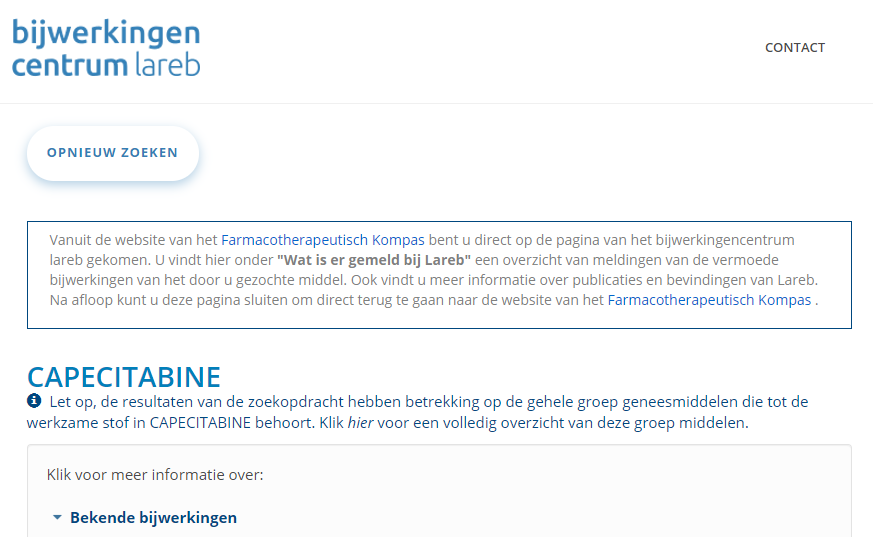 bijwerkingen
centrum lareb
CONTACT
OPNIEUW ZOEKEN
Vanuit de website van het Farmacotherapeutisch Kompas bent u direct op de pagina van het bijwerkingencentrum
lareb gekomen. U vindt hier onder "Wat is er gemeld bij Lareb" een overzicht van meldingen van de vermoede
bijwerkingen van het door u gezochte middel. Ook vindt u meer informatie over publicaties en bevindingen van Lareb.
Na afloop kunt u deze pagina sluiten om direct terug te gaan naar de website van het Farmacotherapeutisch Kompas .
CAPECITABINE
Let op, de resultaten van de zoekopdracht hebben betrekking op de gehele groep geneesmiddelen die tot de
werkzame stof in CAPECITABINE behoort. Klik hier voor een volledig overzicht van deze groep middelen.
Klik voor meer informatie over:
Bekende bijwerkingen